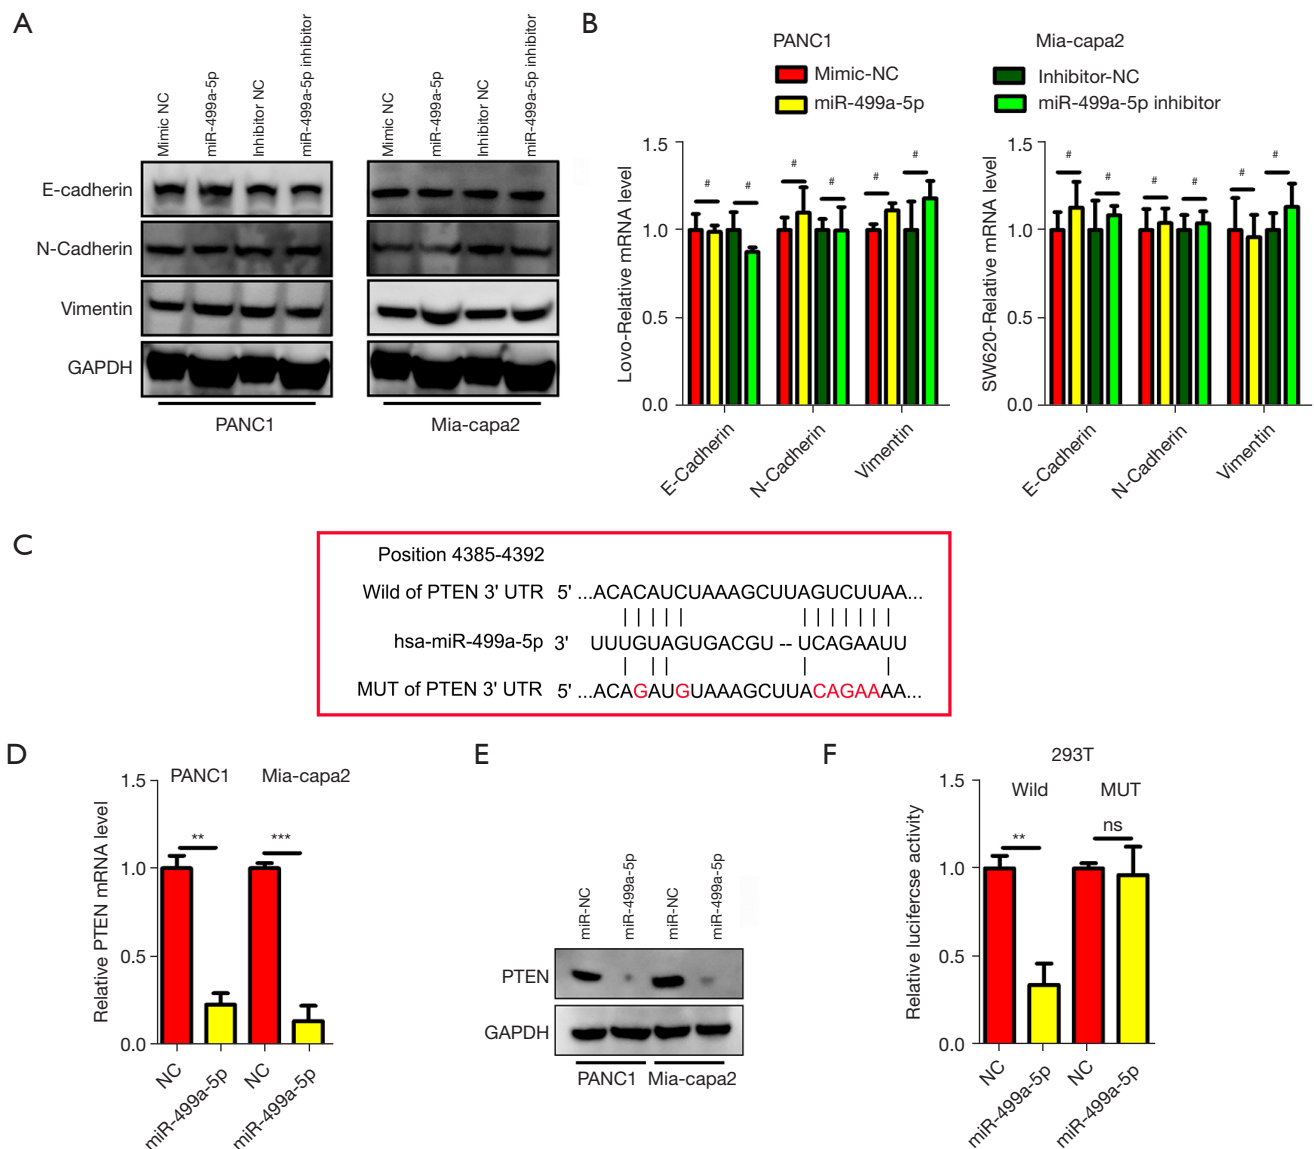 A
Mimic NC
miR-499a-5p
Inhibitor NC
miR-499a-5p inhibitor
Mimic NC
miR-499a-5p
Inhibitor NC
miR-499a-5p inhibitor
E-cadherin
N-Cadherin
Vimentin
GAPDH
PANC1
Mia-capa2
B
PANC1
Mia-capa2
Mimic-NC
Inhibitor-NC
miR-499a-5p
miR-499a-5p inhibitor
Lovo-Relative mRNA level
1.5
1.0
0.5
0.0
# # # # # #
E-Cadherin
N-Cadherin
Vimentin
SW620-Relative mRNA level
1.5
1.0
0.5
0.0
# # # # # #
E-Cadherin
N-Cadherin
Vimentin
C
Position 4385-4392
Wild of PTEN 3' UTR 5' ...ACACAUCUAAAGCUUAGUCUUAA...
hsa-miR-499a-5p 3' UUUGUAGUGACGU -- UCAGAAUU
MUT of PTEN 3' UTR 5' ...ACAGAUGUAAAGCUUACAGAAAA...
D
PANC1 Mia-capa2
Relative PTEN mRNA level
1.5
1.0
0.5
0.0
** ***
NC
miR-499a-5p
NC
miR-499a-5p
E
miR-NC
miR-499a-5p
miR-NC
miR-499a-5p
PTEN
GAPDH
PANC1 Mia-capa2
F
293T
Wild MUT
Relative lucifercse activity
1.5
1.0
0.5
0.0
** ns
NC
miR-499a-5p
NC
miR-499a-5p